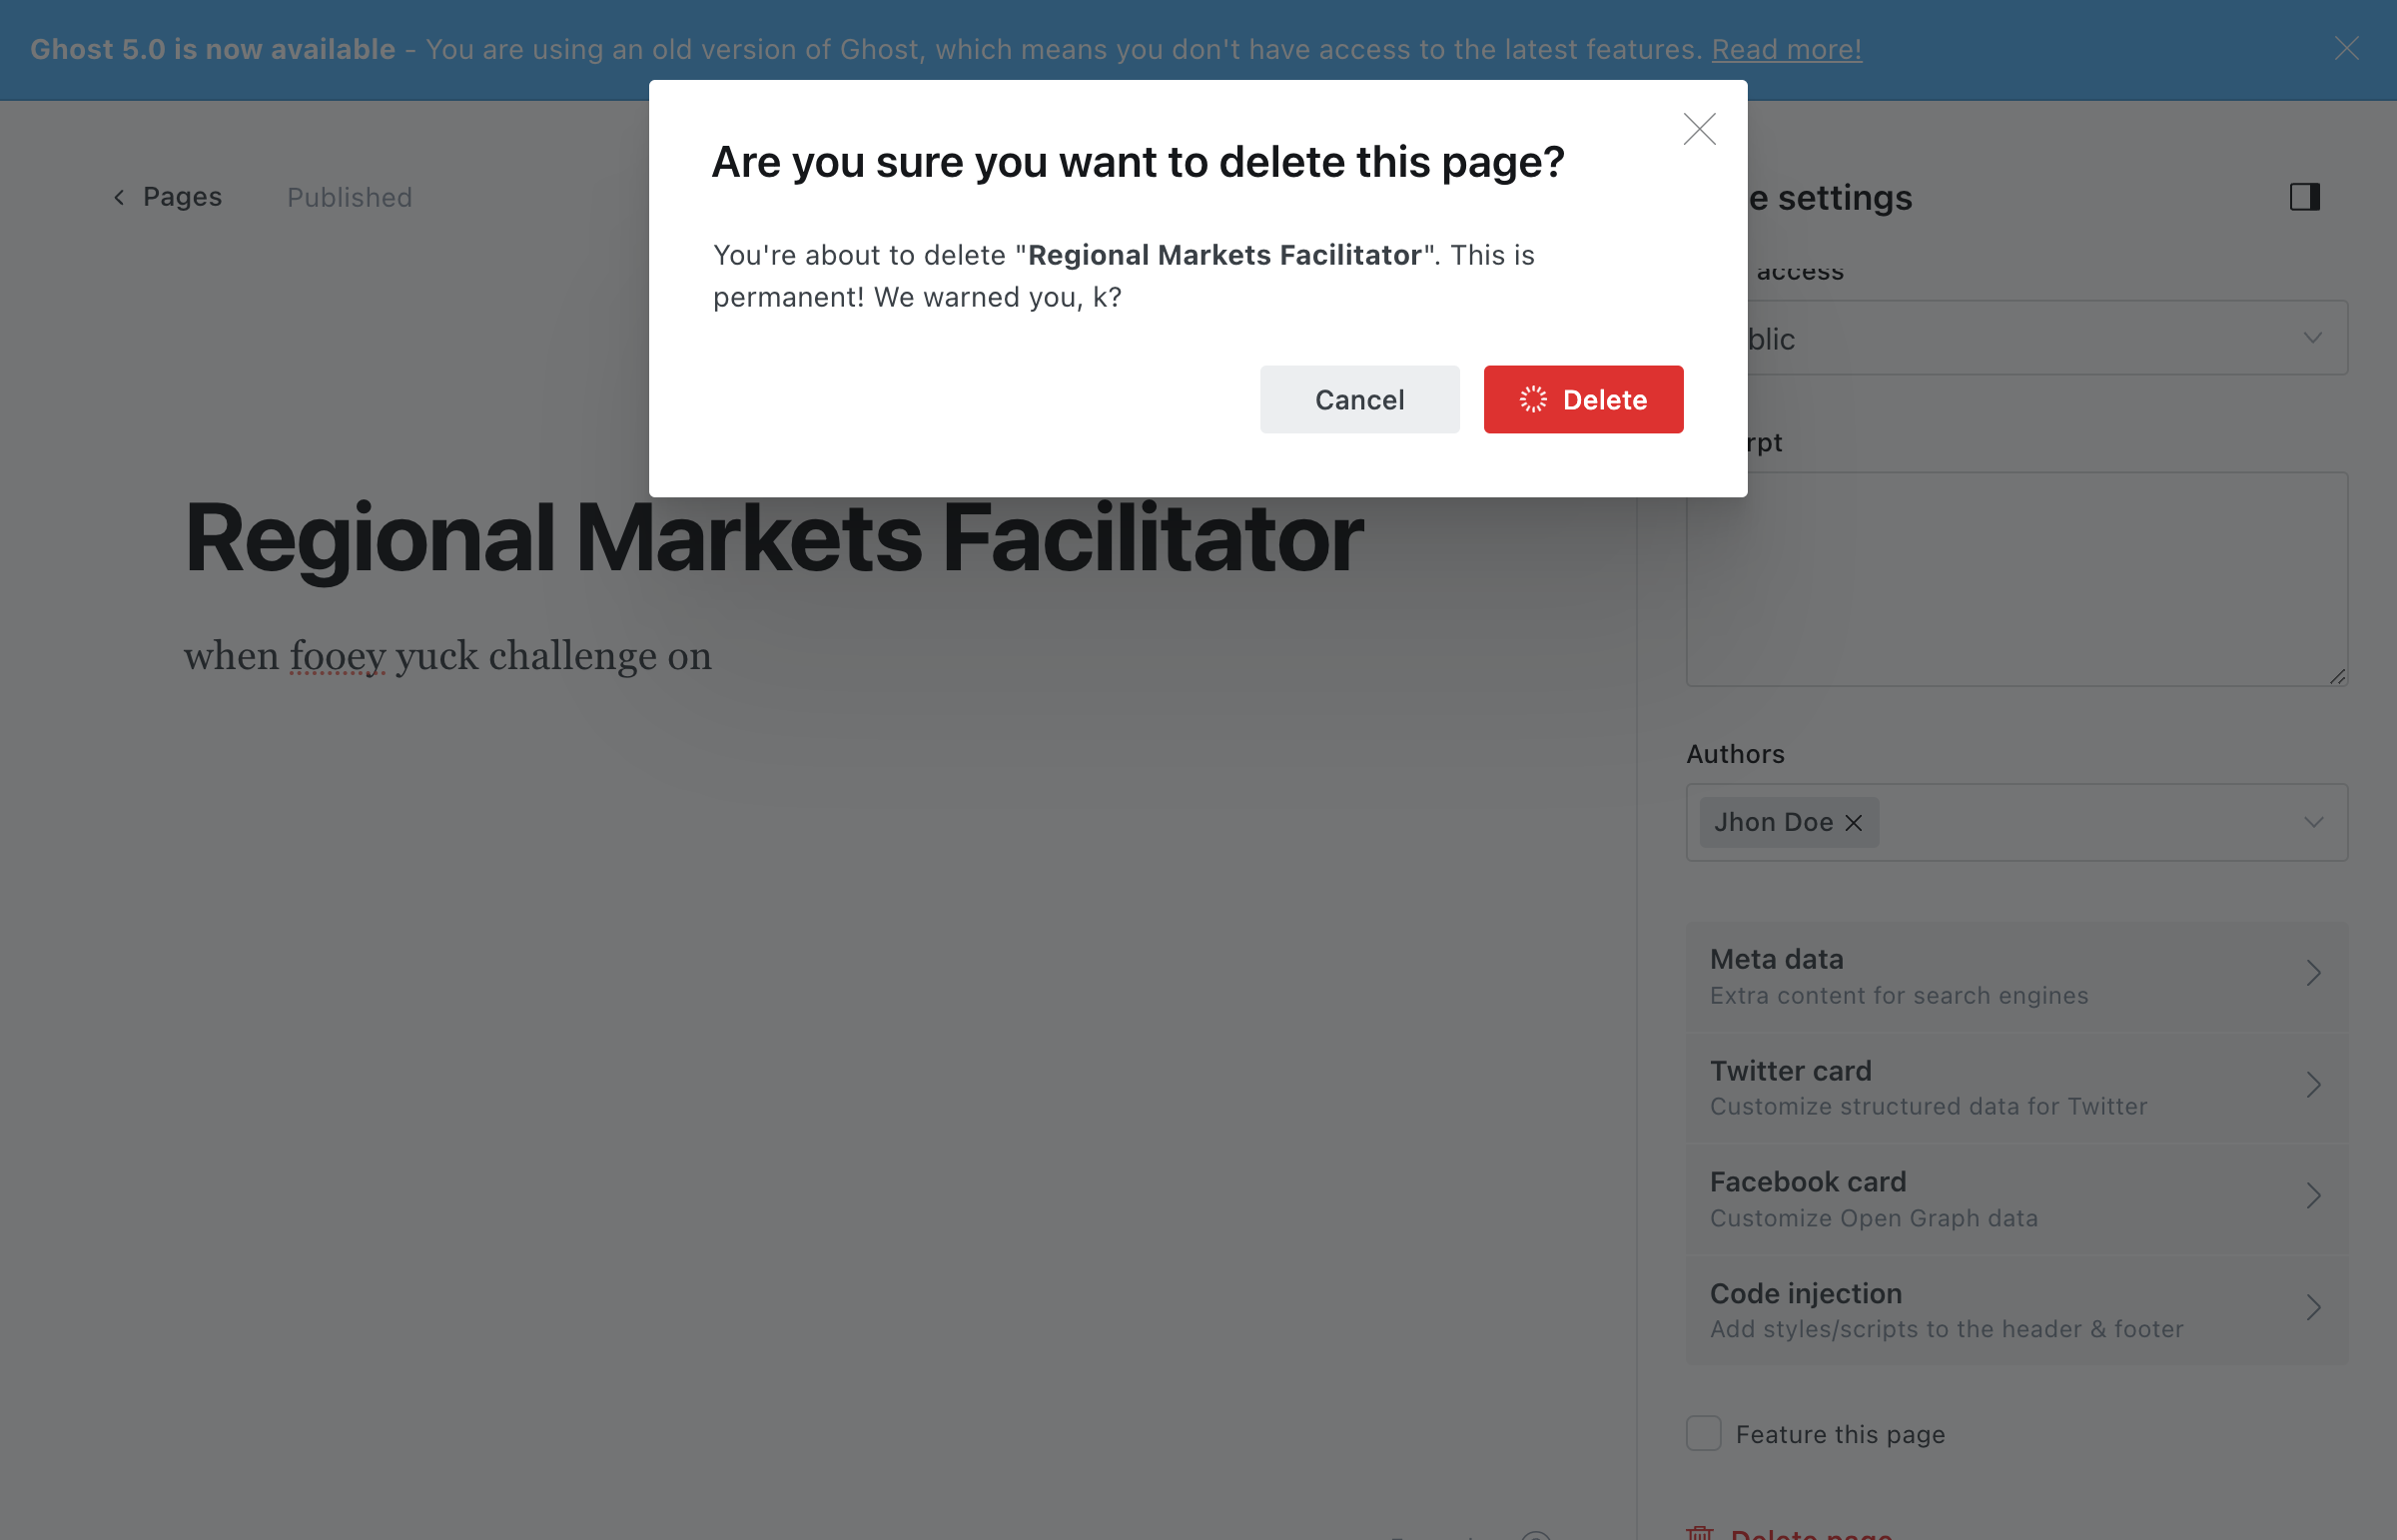 Ghost 5.0 is now available - You are using an old version of Ghost, which means you don't have access to the latest features. Read more!
Are you sure you want to delete this page?
You're about to delete "Regional Markets Facilitator". This is
permanent! We warned you, k?
Cancel
Delete
Pages
Published
Regional Markets Facilitator
when fooey yuck challenge on
e settings
access
blic
rpt
Authors
Jhon Doe
Meta data
Extra content for search engines
Twitter card
Customize structured data for Twitter
Facebook card
Customize Open Graph data
Code injection
Add styles/scripts to the header & footer
Feature this page
Delete page